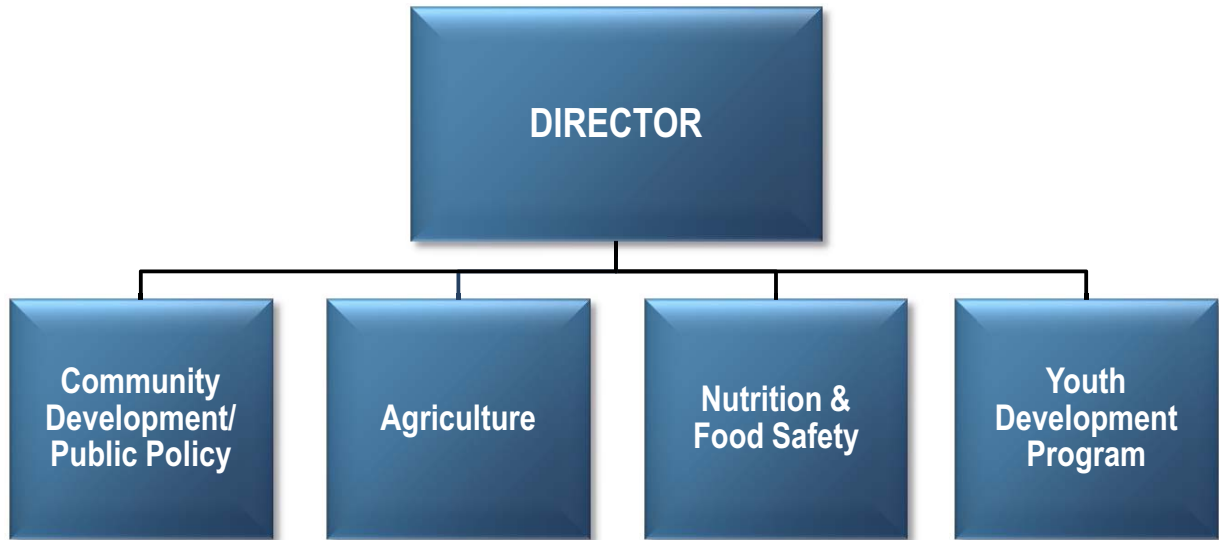 DIRECTOR
Community
Development/
Public Policy
Agriculture
Nutrition &
Food Safety
Youth
Development
Program